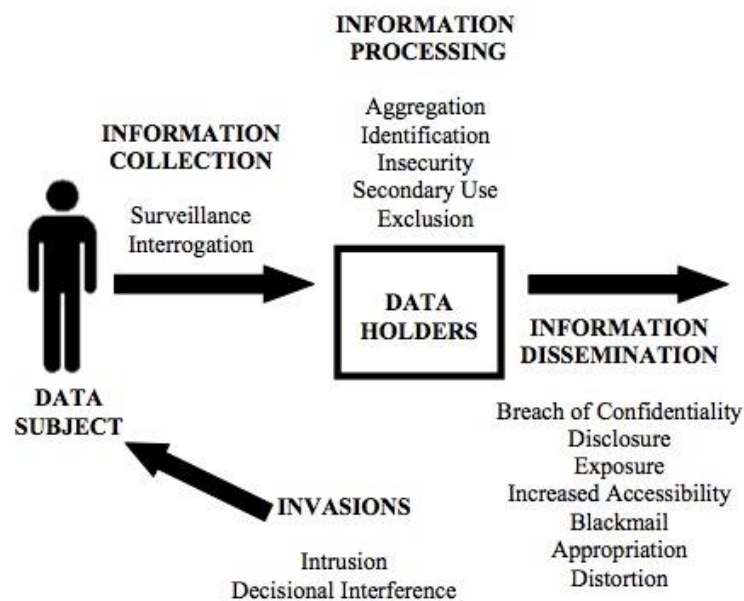 INFORMATION
PROCESSING
Aggregation
Identification
Insecurity
Secondary Use
Exclusion
INFORMATION
COLLECTION
Surveillance
Interrogation
DATA
HOLDERS
INFORMATION
DISSEMINATION
Breach of Confidentiality
Disclosure
Exposure
Increased Accessibility
Blackmail
Appropriation
Distortion
DATA
SUBJECT
INVASIONS
Intrusion
Decisional Interference